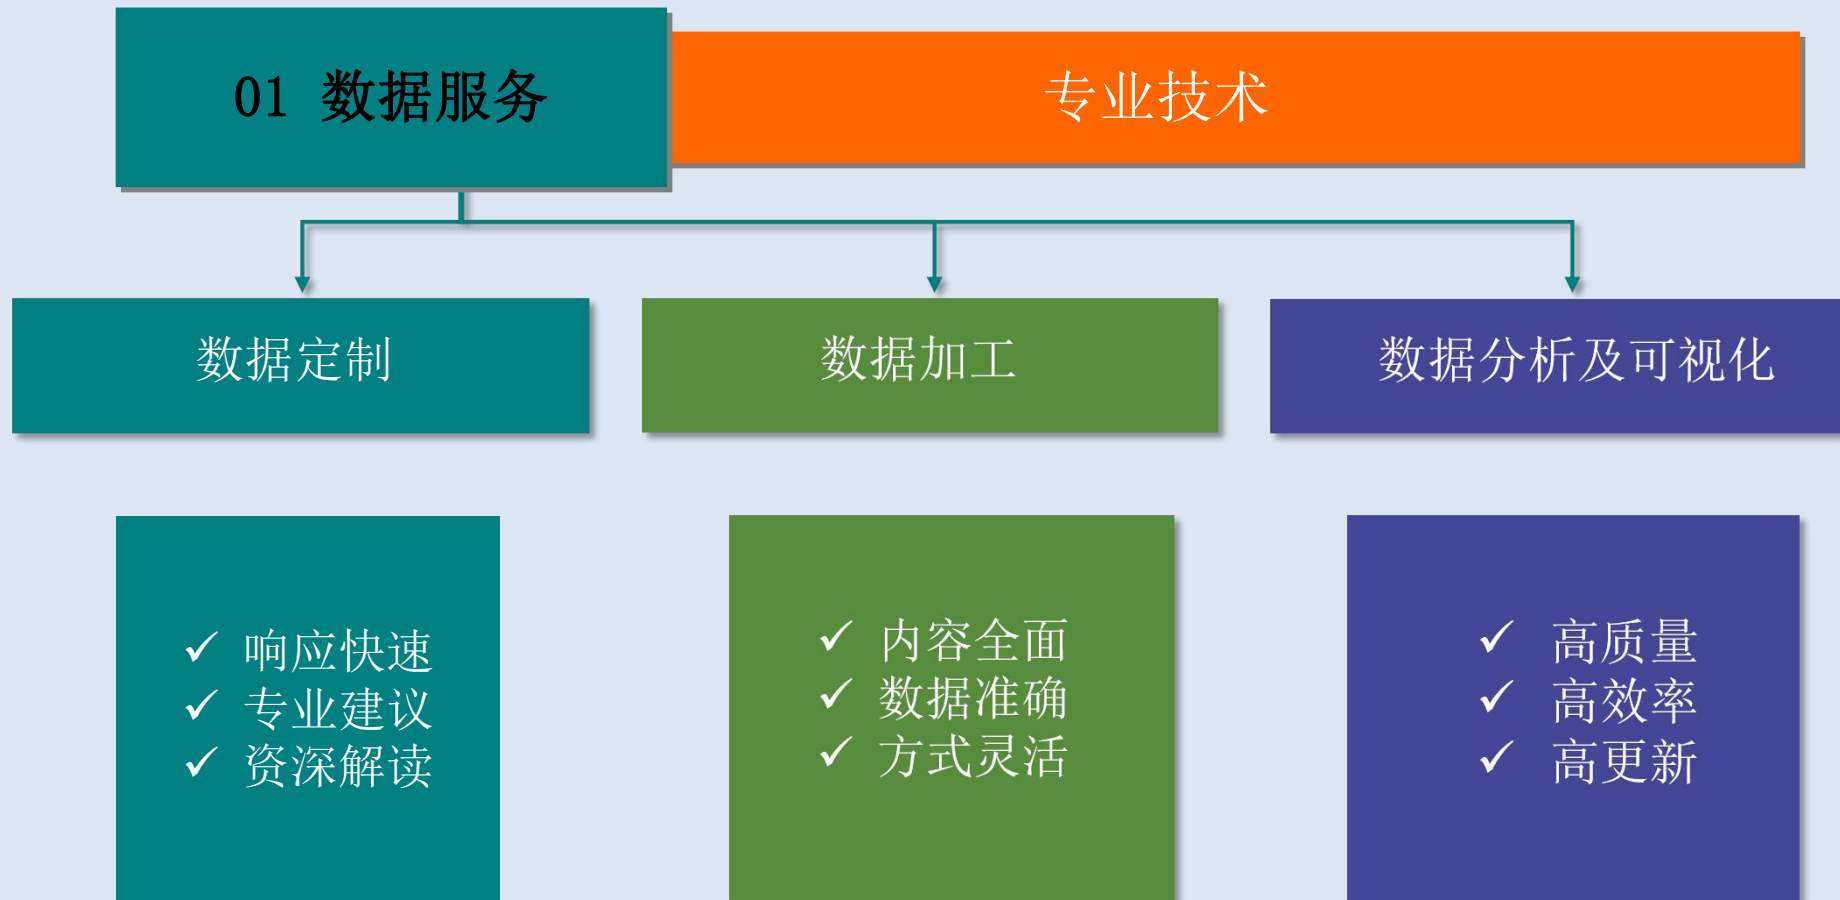 01 数据服务
专业技术
数据定制
数据加工
数据分析及可视化
✓ 响应快速
✓ 专业建议
✓ 资深解读
✓ 内容全面
✓ 数据准确
✓ 方式灵活
✓ 高质量
✓ 高效率
✓ 高更新